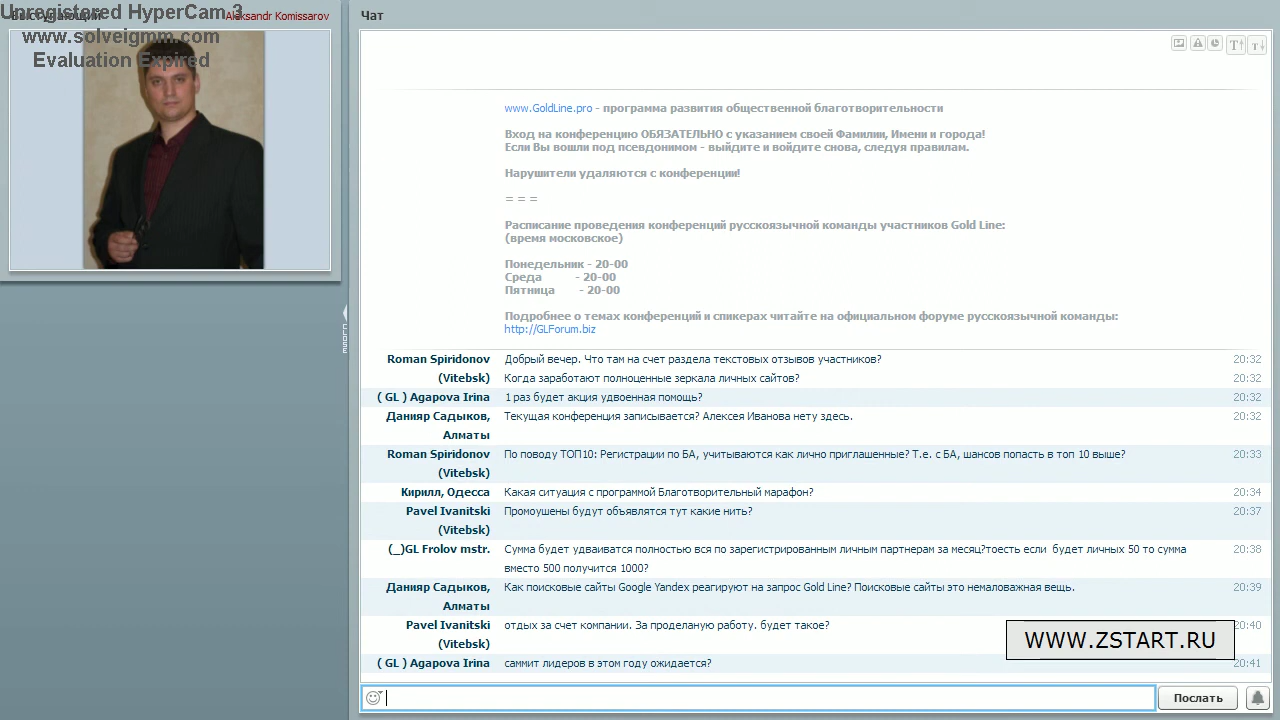 Unregistered HyperCam 3
Выступающий
Aleksandr Komissarov
www.solveigmm.com
Evaluation Expired
Чат
www.GoldLine.pro - программа развития общественной благотворительности
Вход на конференцию ОБЯЗАТЕЛЬНО с указанием своей Фамилии, Имени и города!
Если Вы вошли под псевдонимом - выйдите и войдите снова, следуя правилам.
Нарушители удаляются с конференции!
= = =
Расписание проведения конференций русскоязычной команды участников Gold Line:
(время московское)
Понедельник - 20-00
Среда - 20-00
Пятница - 20-00
Подробнее о темах конференций и спикерах читайте на официальном форуме русскоязычной команды:
http://GLForum.biz
CLOSE
Roman Spiridonov Добрый вечер. Что там на счет раздела текстовых отзывов участников? 20:32
(Vitebsk) Когда заработают полноценные зеркала личных сайтов? 20:32
( GL ) Agapova Irina 1 раз будет акция удвоенная помощь? 20:32
Данияр Садыков, Текущая конференция записывается? Алексея Иванова нету здесь. 20:32
Алматы
Roman Spiridonov По поводу ТОП10: Регистрации по БА, учитываются как лично приглашенные? Т.е. с БА, шансов попасть в топ 10 выше? 20:33
(Vitebsk)
Кирилл, Одесса Какая ситуация с программой Благотворительный марафон? 20:34
Pavel Ivanitski Промоушены будут объявлятся тут какие нить? 20:37
(Vitebsk)
(_)GL Frolov mstr. Сумма будет удваиватся полностью вся по зарегистрированным личным партнерам за месяц?тоесть если будет личных 50 то сумма 20:38
вместо 500 получится 1000?
Данияр Садыков, Как поисковые сайты Google Yandex реагируют на запрос Gold Line? Поисковые сайты это немаловажная вещь. 20:39
Алматы
Pavel Ivanitski отдых за счет компании. За проделаную работу. будет такое? 20:40
(Vitebsk)
WWW.ZSTART.RU
( GL ) Agapova Irina саммит лидеров в этом году ожидается? 20:41
Послать